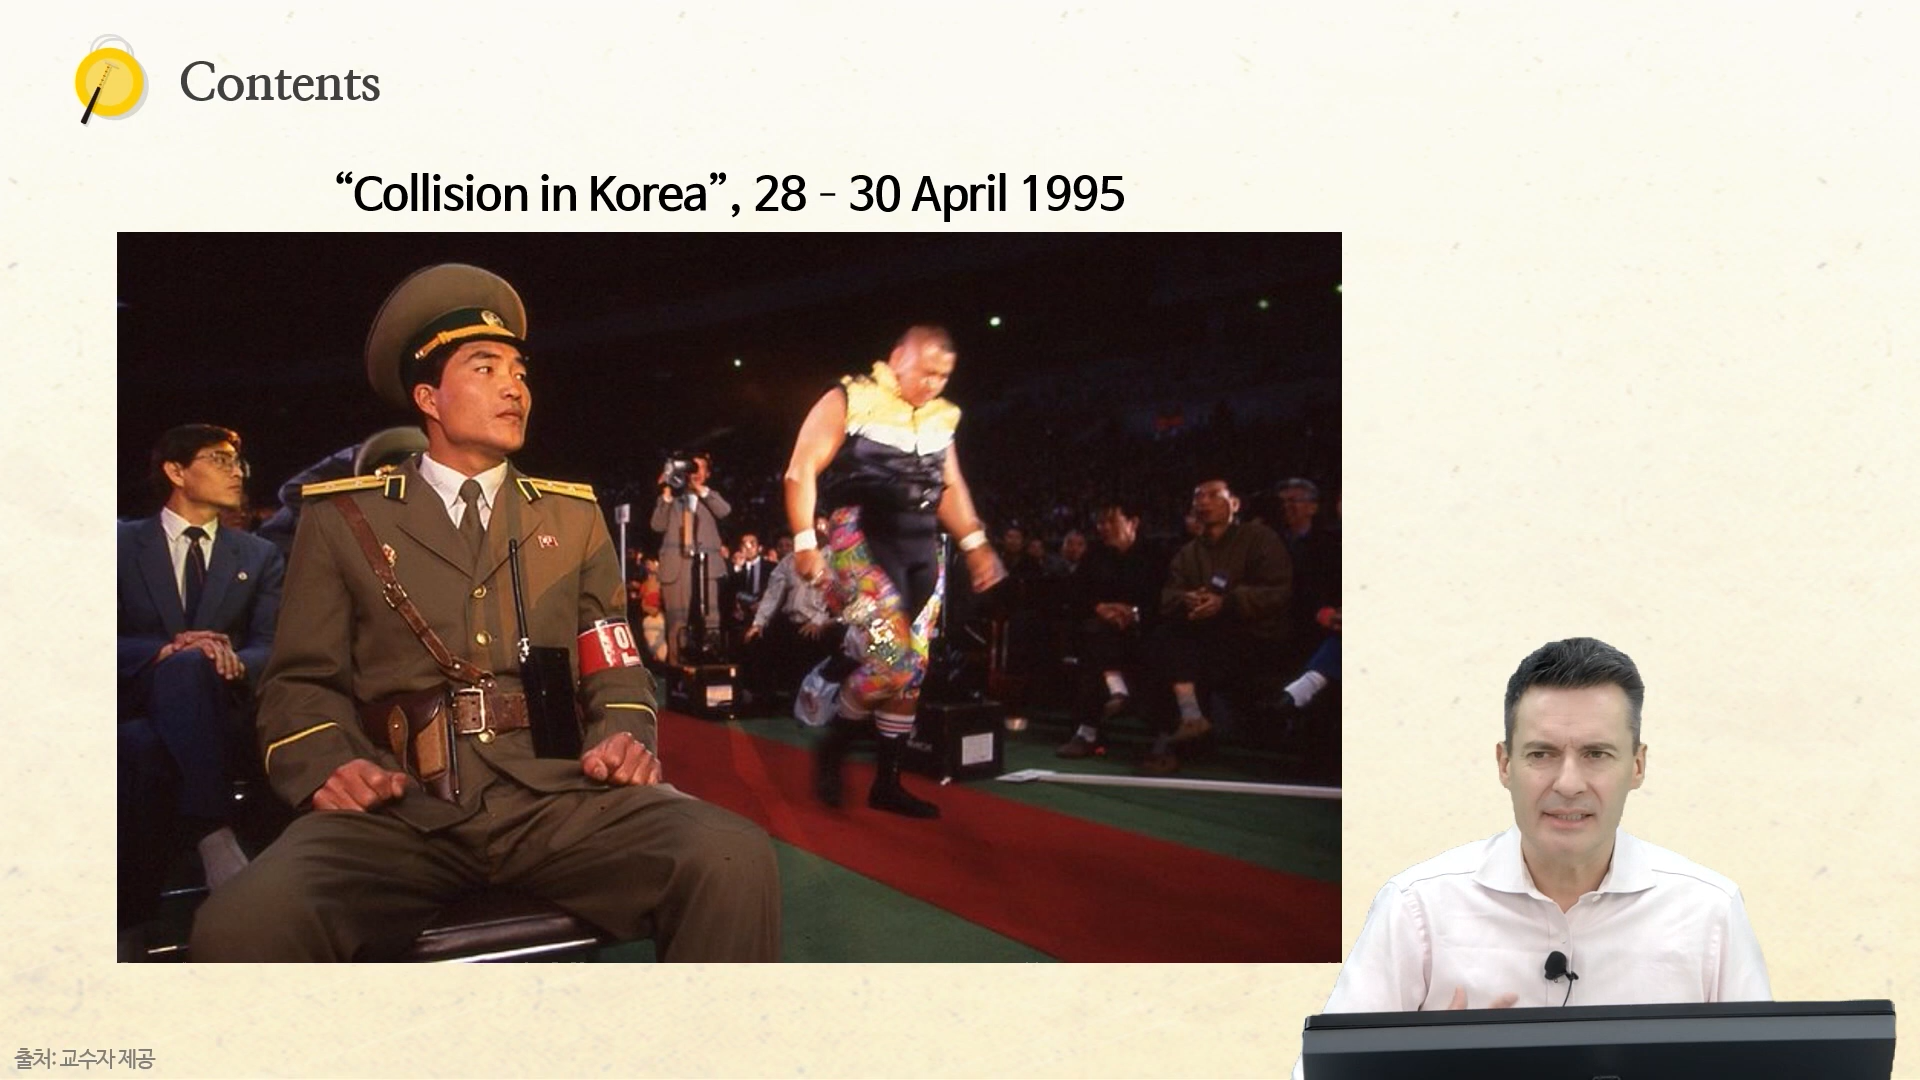 Contents
“Collision in Korea”, 28 - 30 April 1995
출처: 교수자 제공